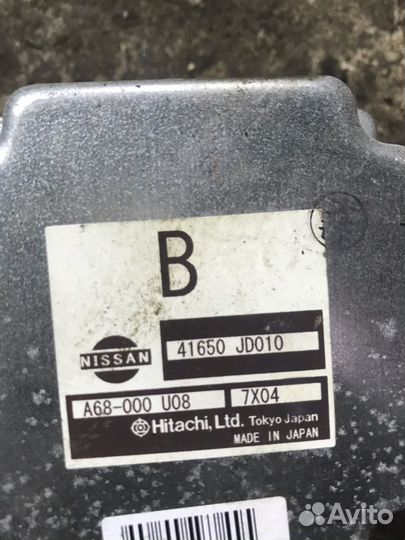 B
NISSAN
41650 JD010
A68-000 U08
7X04
Hitachi, Ltd. Tokyo Japan
MADE IN JAPAN
Avito